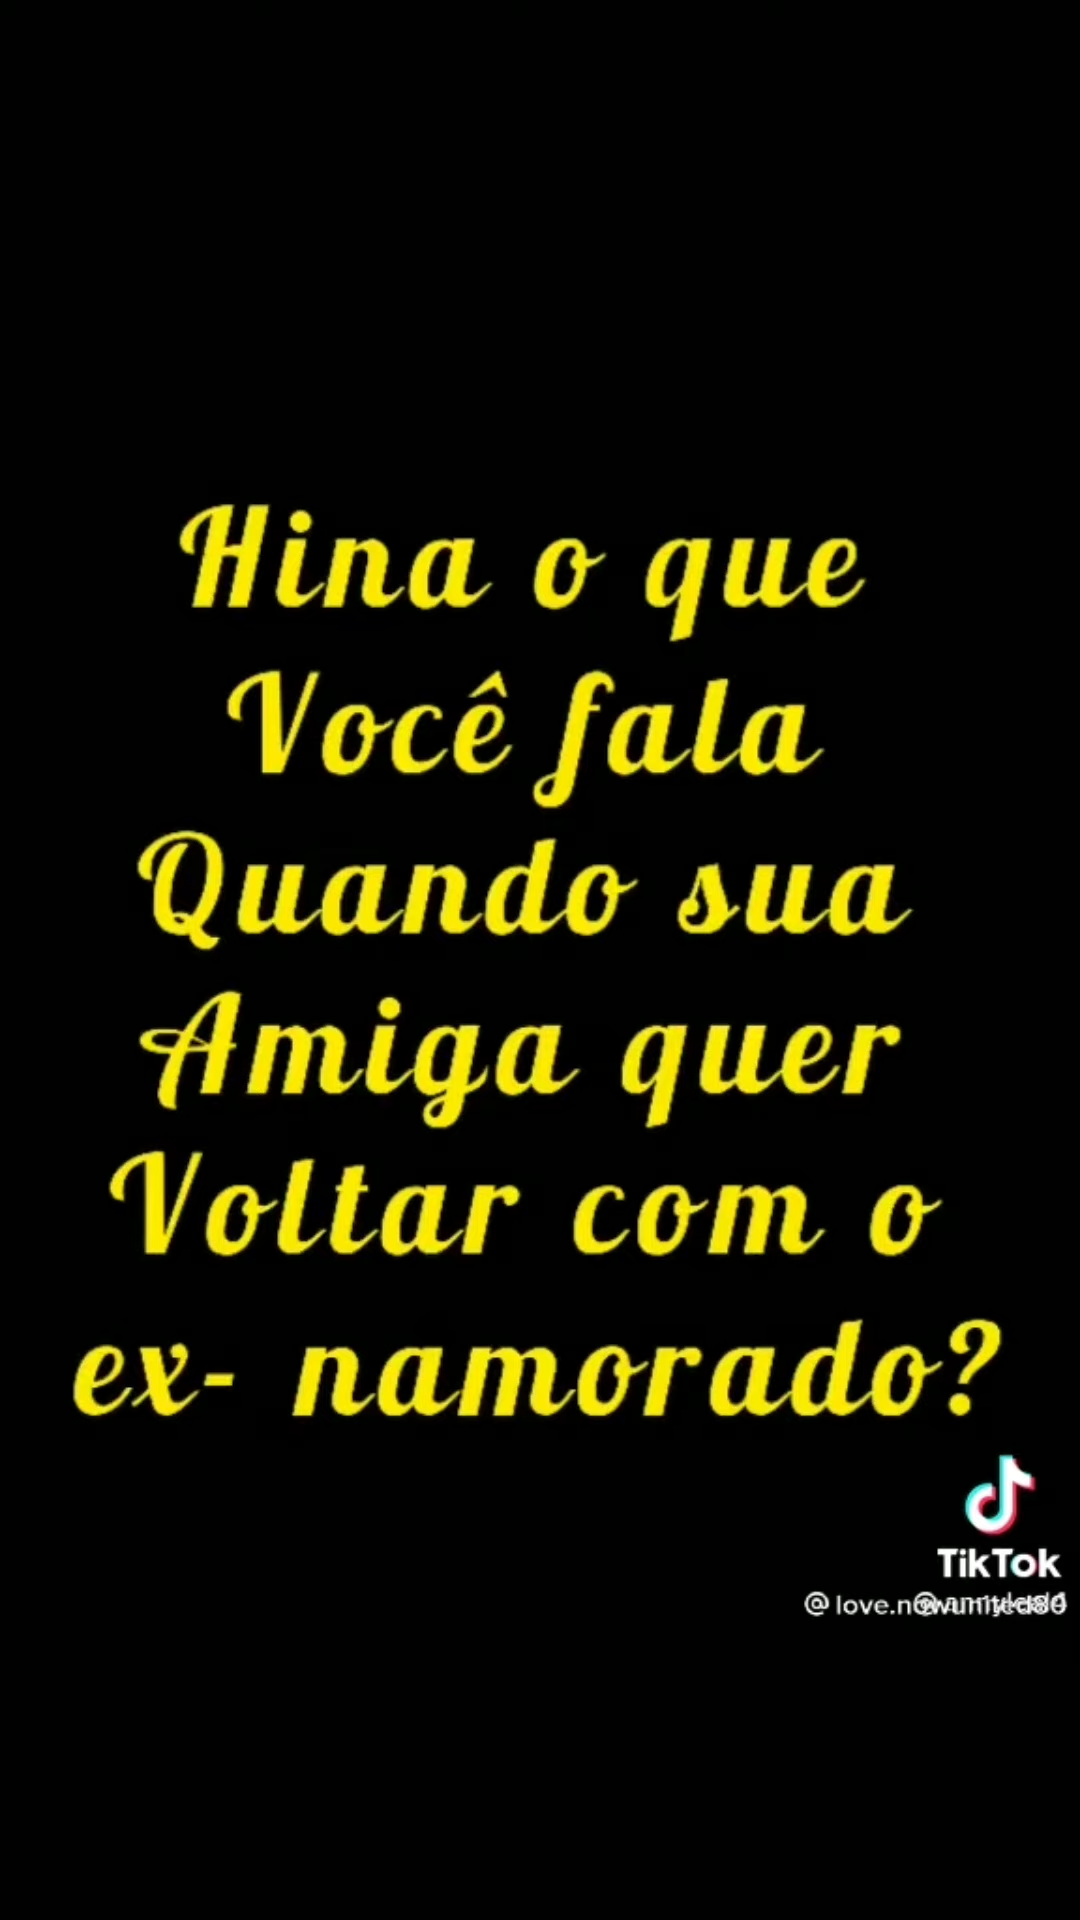 Hina o que
Você fala
Quando sua
Amiga quer
Voltar com o
ex- namorado?
TikTok